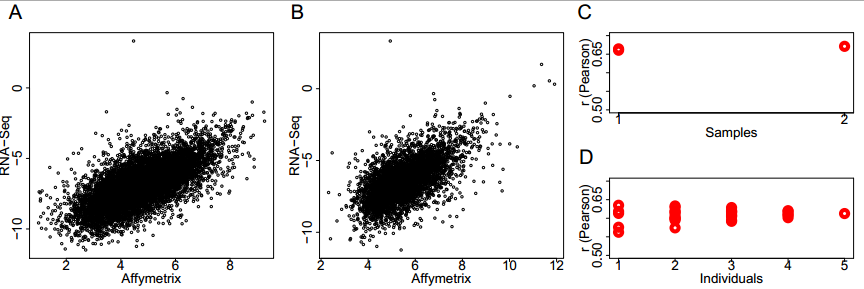 A
RNA−Seq
0
−5
−10
2 4 6 8
Affymetrix
B
RNA−Seq
0
−5
−10
2 4 6 8 10 12
Affymetrix
C
r (Pearson)
0.50 0.65
1 2
Samples
D
r (Pearson)
0.50 0.65
1 2 3 4 5
Individuals